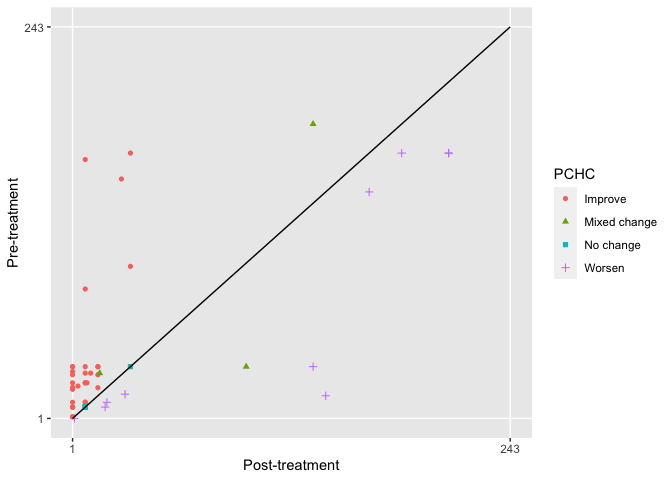 243
Pre-treatment
1
1
243
Post-treatment
PCHC
Improve
Mixed change
No change
Worsen